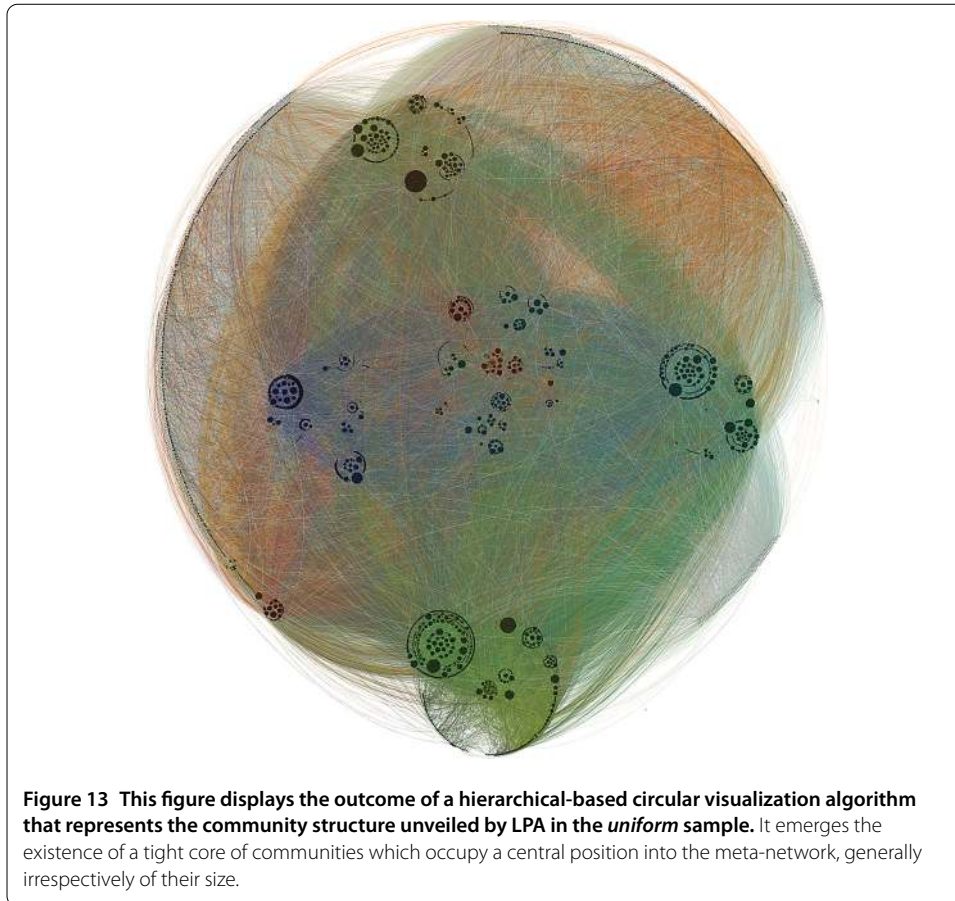 Figure 13 This figure displays the outcome of a hierarchical-based circular visualization algorithm
that represents the community structure unveiled by LPA in the uniform sample. It emerges the
existence of a tight core of communities which occupy a central position into the meta-network, generally
irrespectively of their size.